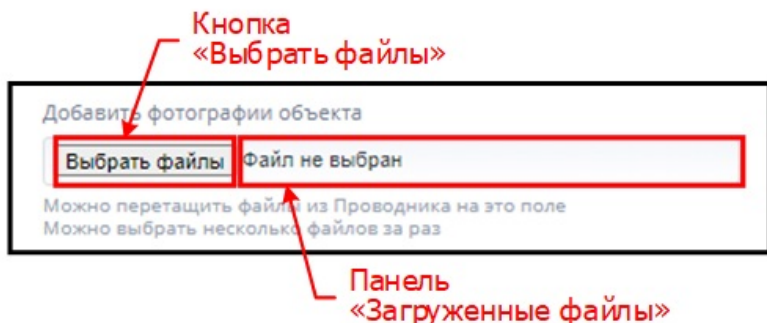 Кнопка
«Выбрать файлы»
Добавить фотографии объекта
Выбрать файлы Файл не выбран
Можно перетащить файлы из Проводника на это поле
Можно выбрать несколько файлов за раз
Панель
«Загруженные файлы»